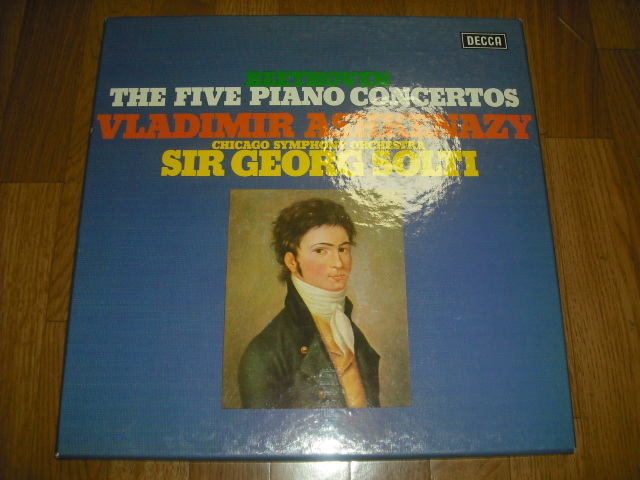 DECCA
BEETHOVEN
THE FIVE PIANO CONCERTOS
VLADIMIR ASHKENAZY
CHICAGO SYMPHONY ORCHESTRA
SIR GEORG SOLTI